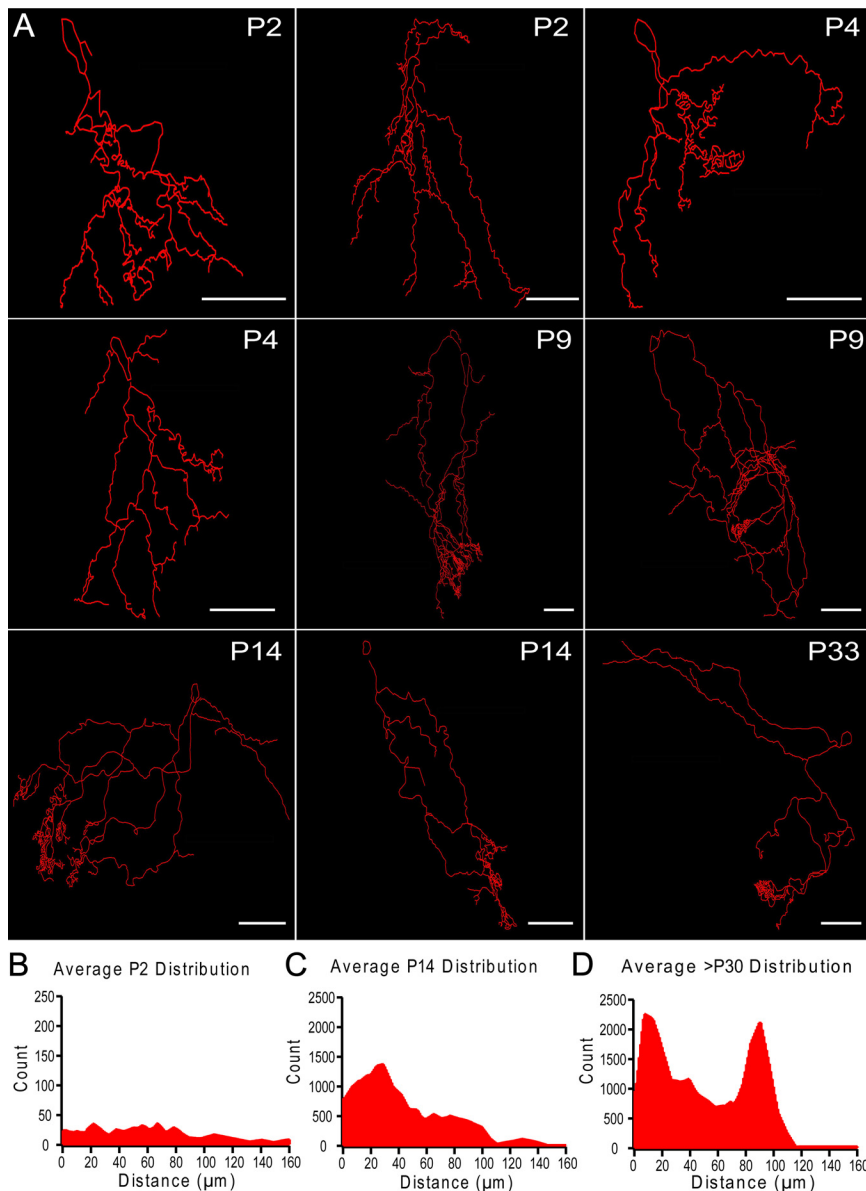 A P2 P2 P4
P4 P9 P9
P14 P14 P33
B Average P2 Distribution
250
200
150
100
50
0
Count
0 20 40 60 80 100 120 140 160
Distance (µm)
C Average P14 Distribution
2500
2000
1500
1000
500
0
Count
0 20 40 60 80 100 120 140 160
Distance (µm)
D Average >P30 Distribution
2500
2000
1500
1000
500
0
Count
0 20 40 60 80 100 120 140 160
Distance (µm)